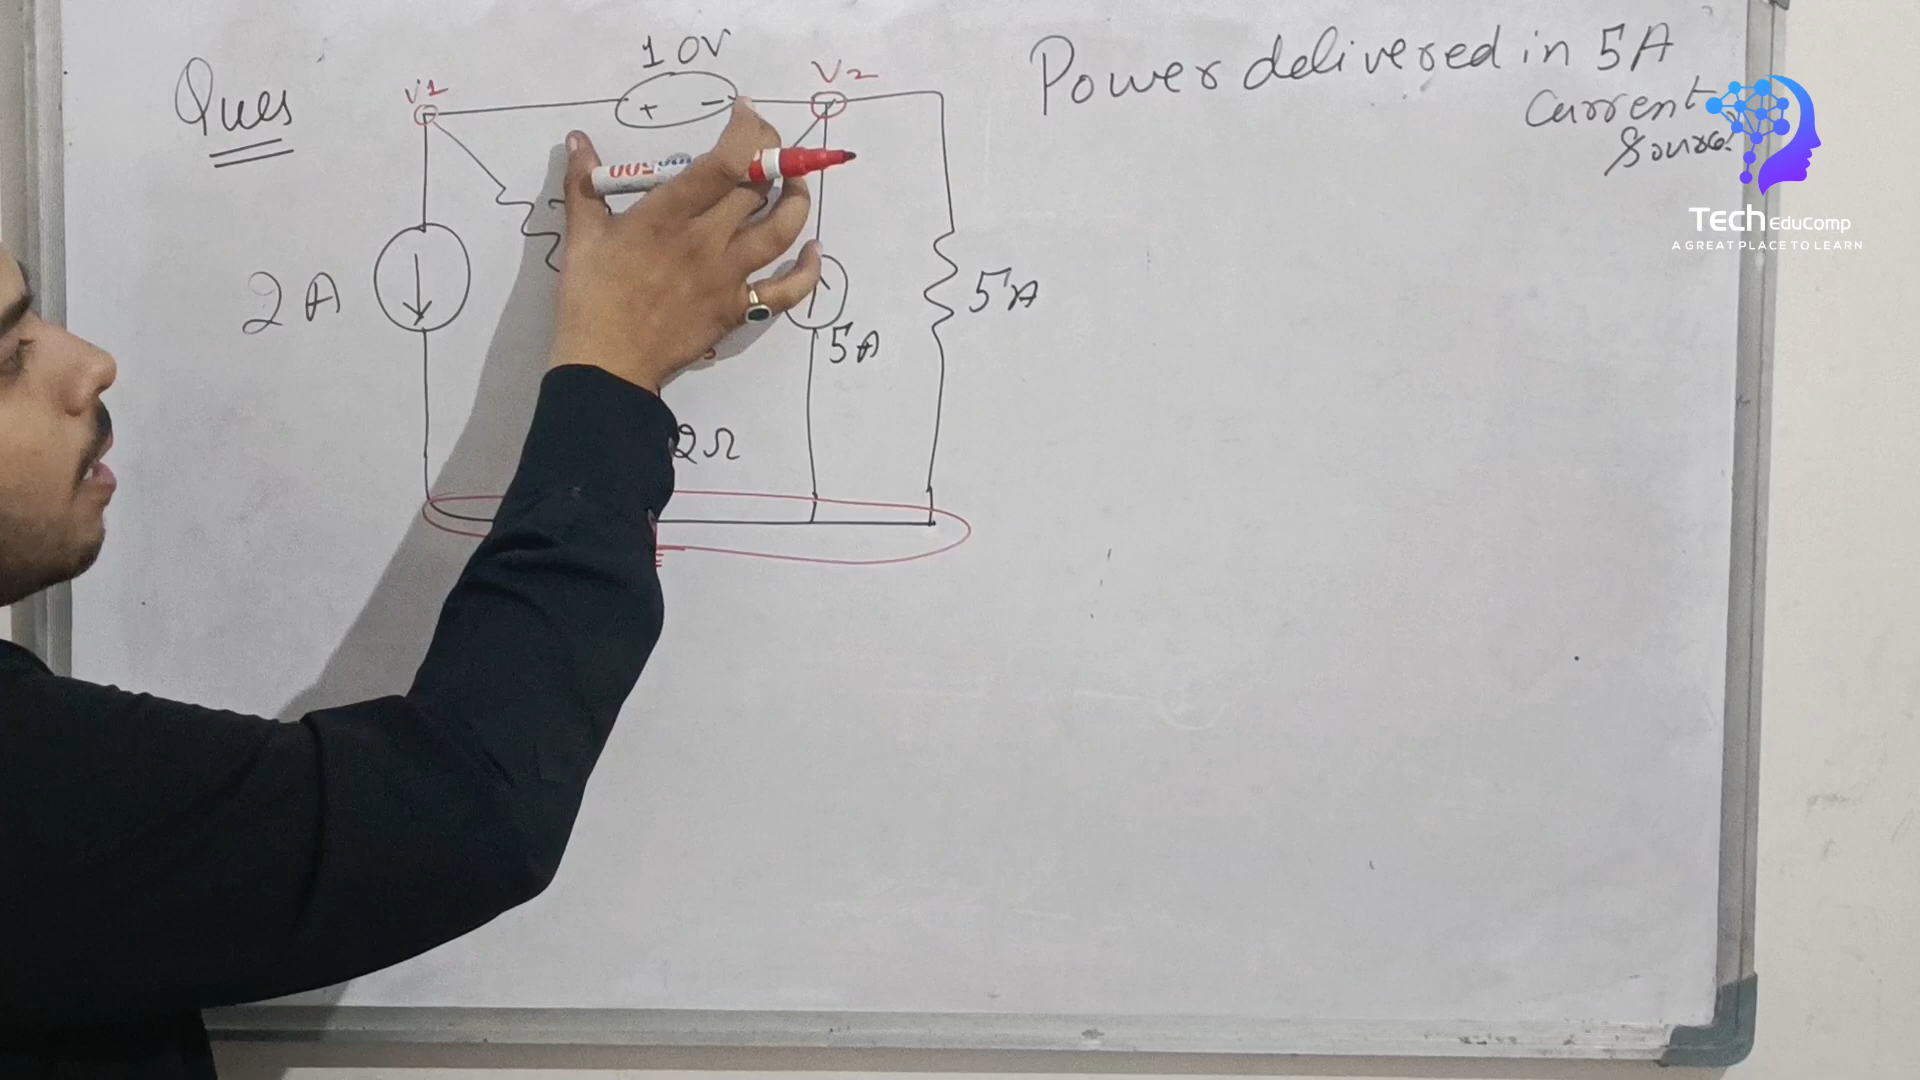 Ques
10V
V1
V2
+ -
2A
5A
5Ω
2Ω
Power delivered in 5A
Current
Source?
Tech EduComp
A GREAT PLACE TO LEARN